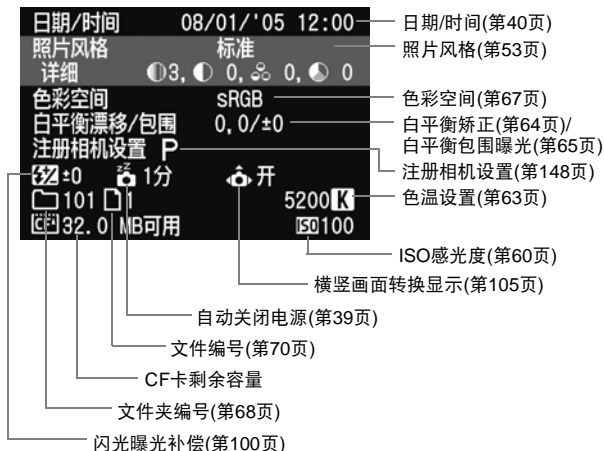 日期/时间 08/01/'05 12:00
照片风格 标准
详细 3, 0, 0, 0
色彩空间 sRGB
白平衡漂移/包围 0,0/±0
注册相机设置 P
±0 1分 开
101 1 5200 K
CF 32.0 MB可用 ISO 100
日期/时间(第40页)
照片风格(第53页)
色彩空间(第67页)
白平衡矫正(第64页)/
白平衡包围曝光(第65页)
注册相机设置(第148页)
色温设置(第63页)
ISO感光度(第60页)
横竖画面转换显示(第105页)
自动关闭电源(第39页)
文件编号(第70页)
CF卡剩余容量
文件夹编号(第68页)
闪光曝光补偿(第100页)